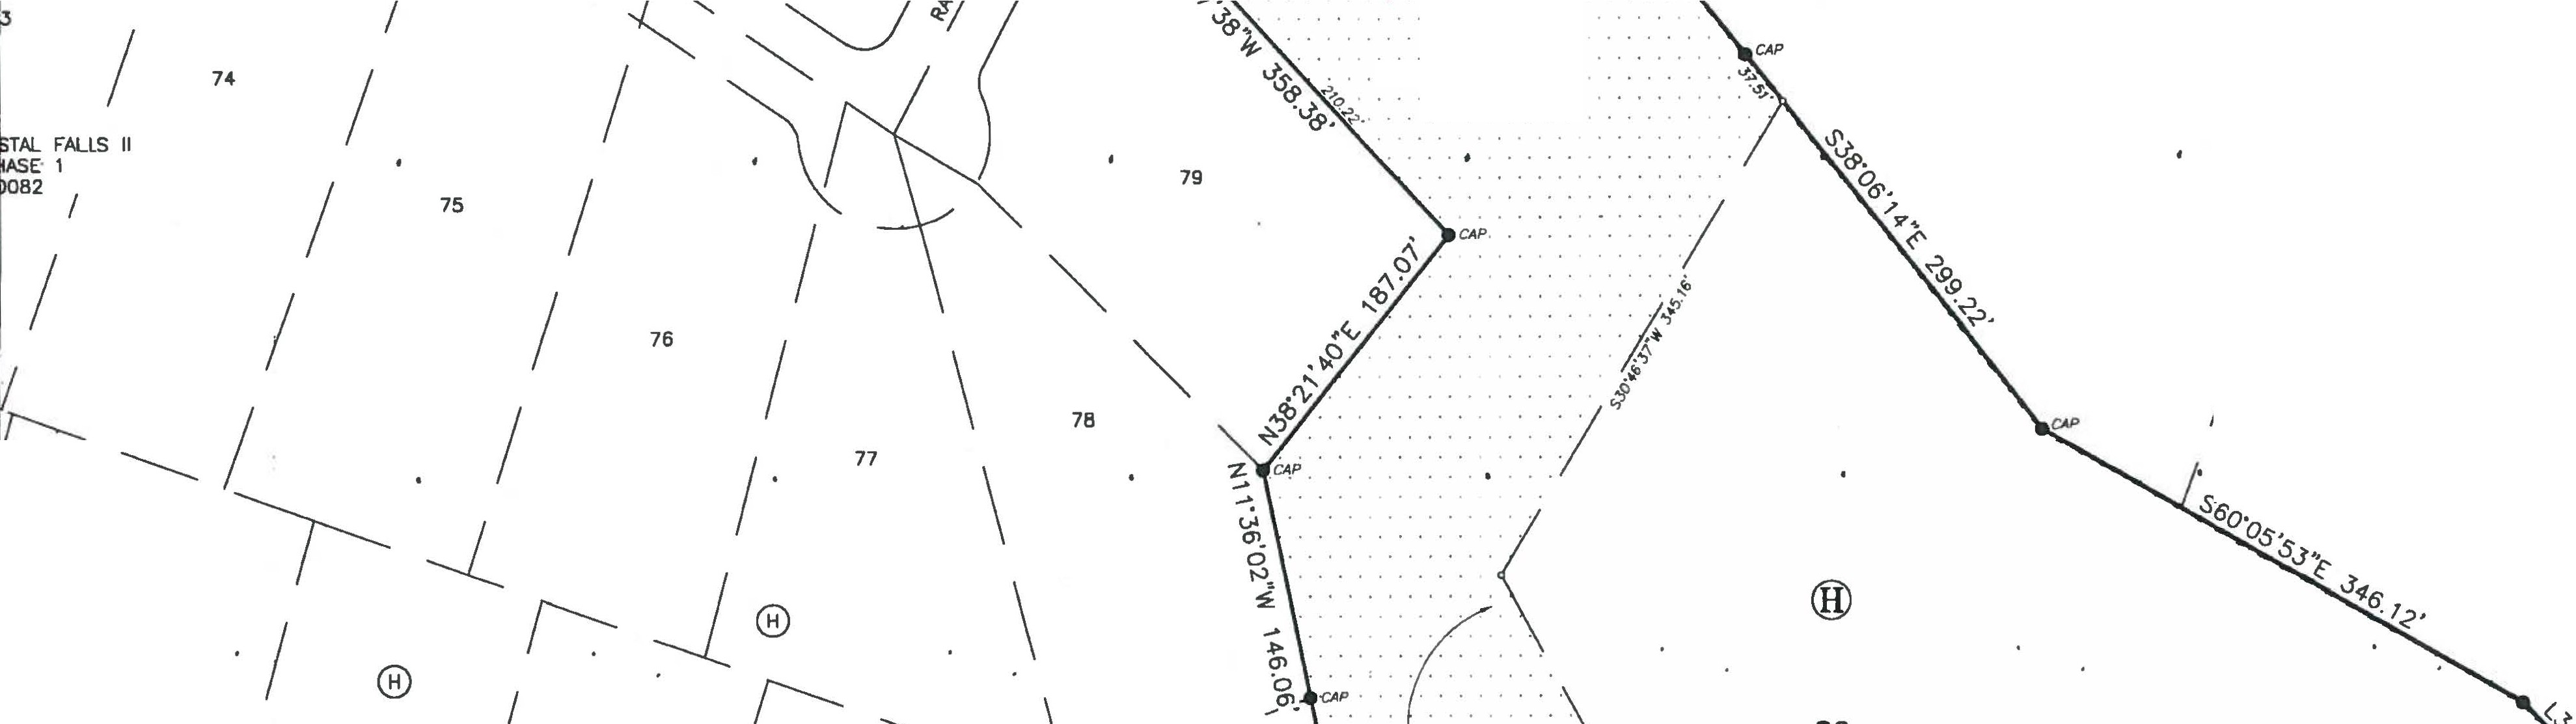 3
74
STAL FALLS II
HASE 1
0082
75
76
77
78
79
RA
'38"W 358.38'
210.22'
CAP
37.51'
S38°06'14"E 299.22'
CAP
N38°21'40"E 187.07'
S30°46'37"W 345.16'
CAP
CAP
N11°36'02"W 146.06'
CAP
S60°05'53"E 346.12'
H
H
H